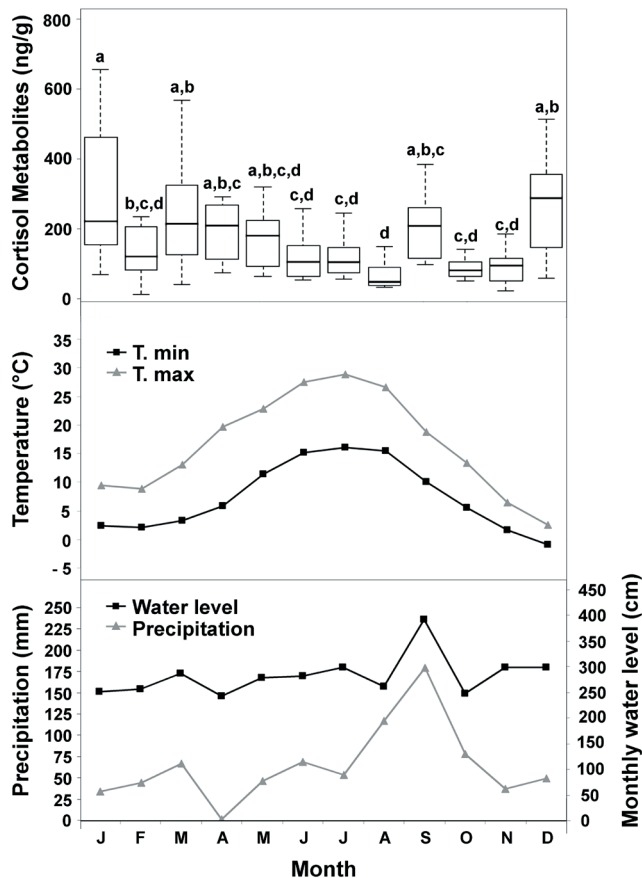 800
600
400
200
0
Cortisol Metabolites (ng/g)
a
b,c,d
a,b
a,b,c
a,b,c,d
c,d
c,d
d
a,b,c
c,d
c,d
a,b
35
30
25
20
15
10
5
0
- 5
Temperature (°C)
T. min
T. max
250
225
200
175
150
125
100
75
50
25
0
Precipitation (mm)
Water level
Precipitation
450
400
350
300
250
200
150
100
50
0
Monthly water level (cm)
J F M A M J J A S O N D
Month